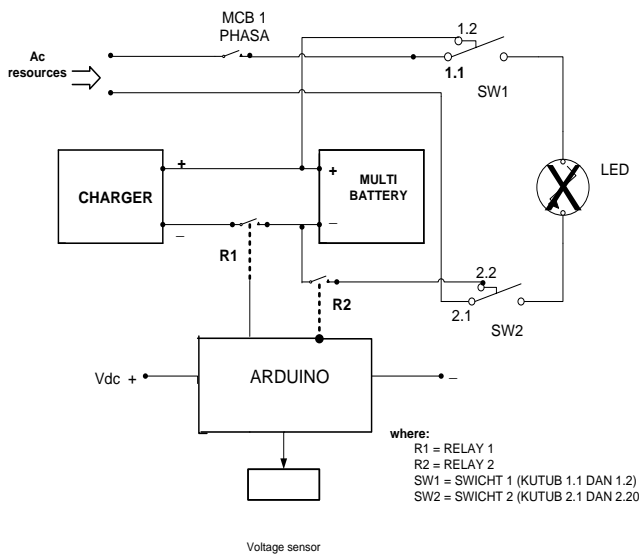 MCB 1
PHASA
Ac
resources
1.2
1.1
SW1
LED
CHARGER
+
_
MULTI
BATTERY
+
_
R1
R2
2.2
2.1
SW2
Vdc +
ARDUINO
_
where:
R1 = RELAY 1
R2 = RELAY 2
SW1 = SWICHT 1 (KUTUB 1.1 DAN 1.2)
SW2 = SWICHT 2 (KUTUB 2.1 DAN 2.20
Voltage sensor